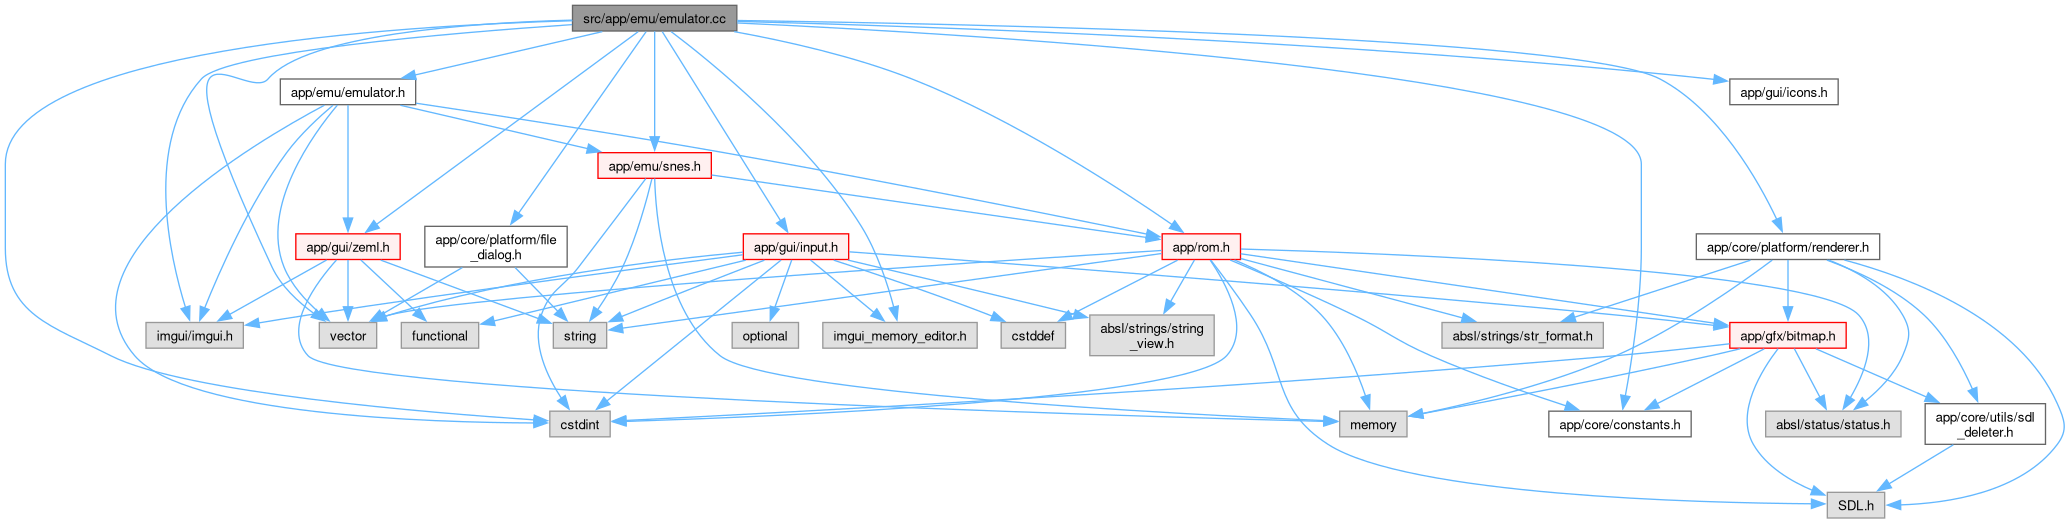 src/app/emu/emulator.cc
app/emu/emulator.h
app/gui/icons.h
app/emu/snes.h
app/gui/zeml.h
app/core/platform/file
_dialog.h
app/gui/input.h
app/rom.h
app/core/platform/renderer.h
imgui/imgui.h
vector
functional
string
optional
imgui_memory_editor.h
cstddef
absl/strings/string
_view.h
absl/strings/str_format.h
app/gfx/bitmap.h
cstdint
memory
app/core/constants.h
absl/status/status.h
app/core/utils/sdl
_deleter.h
SDL.h